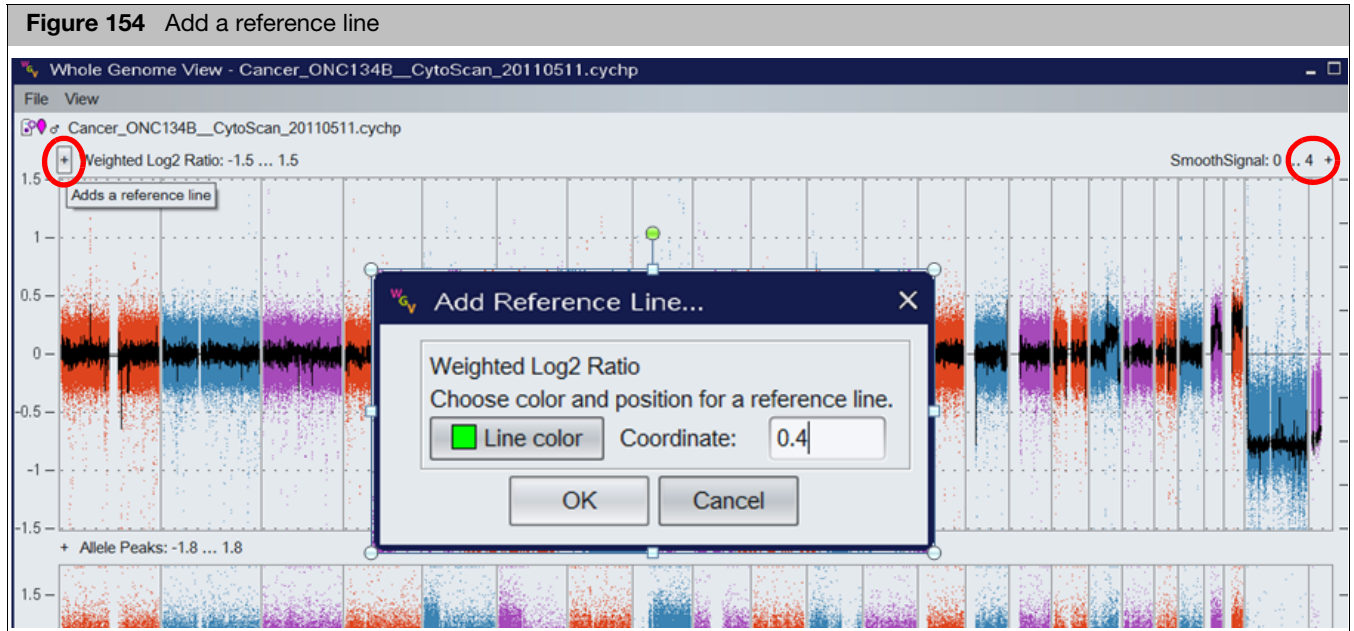 Figure 154 Add a reference line
WGV Whole Genome View - Cancer_ONC134B__CytoScan_20110511.cychp
File View
Cancer_ONC134B__CytoScan_20110511.cychp
+ Weighted Log2 Ratio: -1.5 ... 1.5 SmoothSignal: 0 ... 4 +
1.5
Adds a reference line
1
0.5
0
-0.5
-1
-1.5
WGV Add Reference Line...
Weighted Log2 Ratio
Choose color and position for a reference line.
Line color Coordinate: 0.4
OK Cancel
+ Allele Peaks: -1.8 ... 1.8
1.5